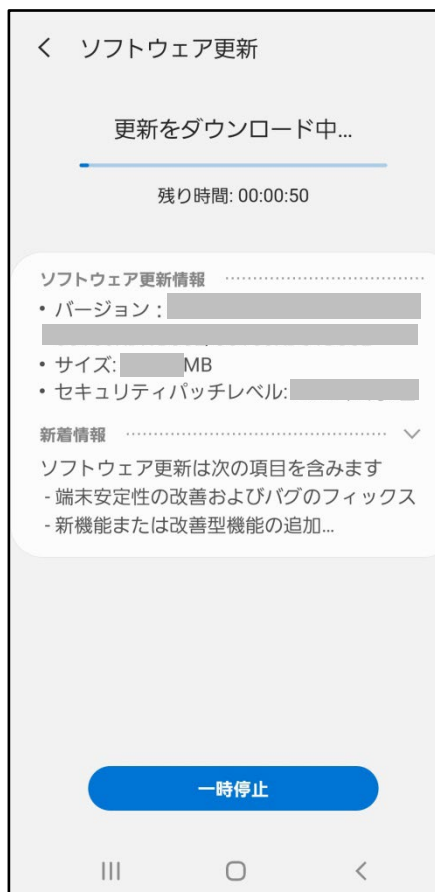 ソフトウェア更新
更新をダウンロード中...
残り時間: 00:00:50
ソフトウェア更新情報
• バージョン :
• サイズ: MB
• セキュリティパッチレベル:
新着情報
ソフトウェア更新は次の項目を含みます
- 端末安定性の改善およびバグのフィックス
- 新機能または改善型機能の追加...
一時停止